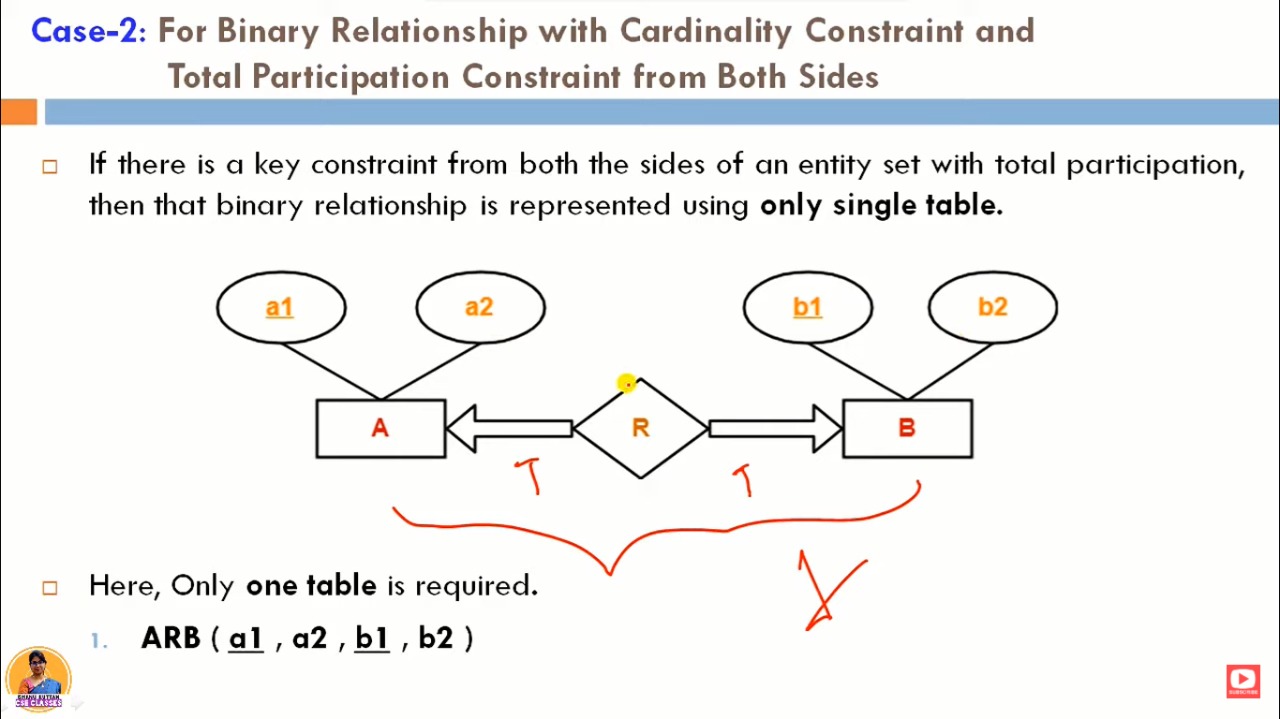 Case-2: For Binary Relationship with Cardinality Constraint and
Total Participation Constraint from Both Sides
If there is a key constraint from both the sides of an entity set with total participation,
then that binary relationship is represented using only single table.
a1 a2 b1 b2
A R B
T T
Here, Only one table is required.
1. ARB ( a1 , a2 , b1 , b2 )
CSE CLASSES
SUBSCRIBE